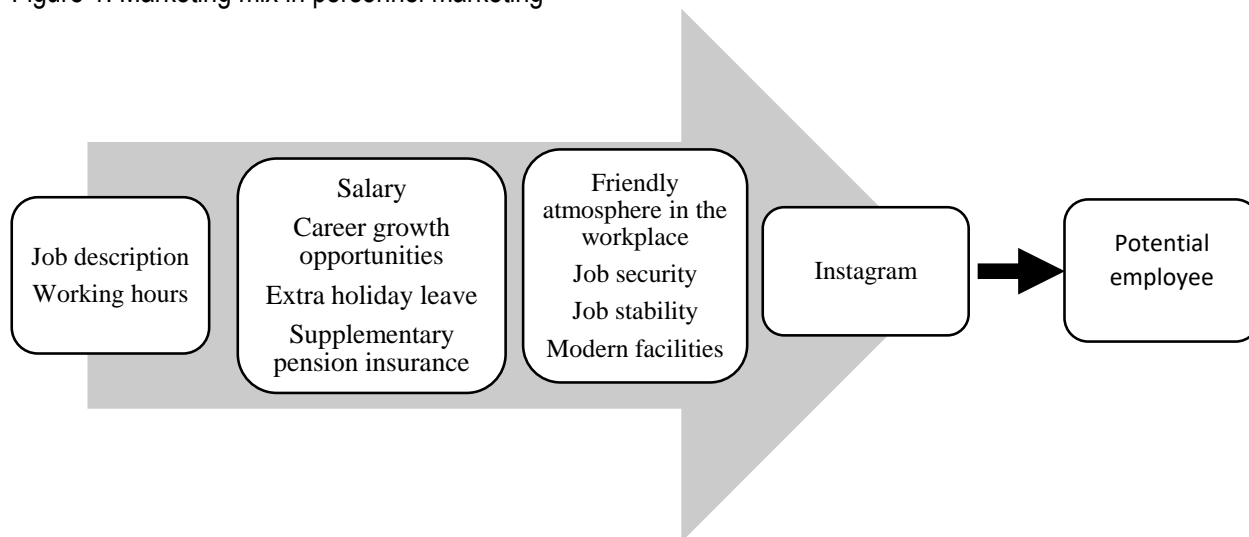 Figure 1. Marketing mix in personnel marketing
Job description
Working hours
Salary
Career growth
opportunities
Extra holiday leave
Supplementary
pension insurance
Friendly
atmosphere in the
workplace
Job security
Job stability
Modern facilities
Instagram
Potential
employee